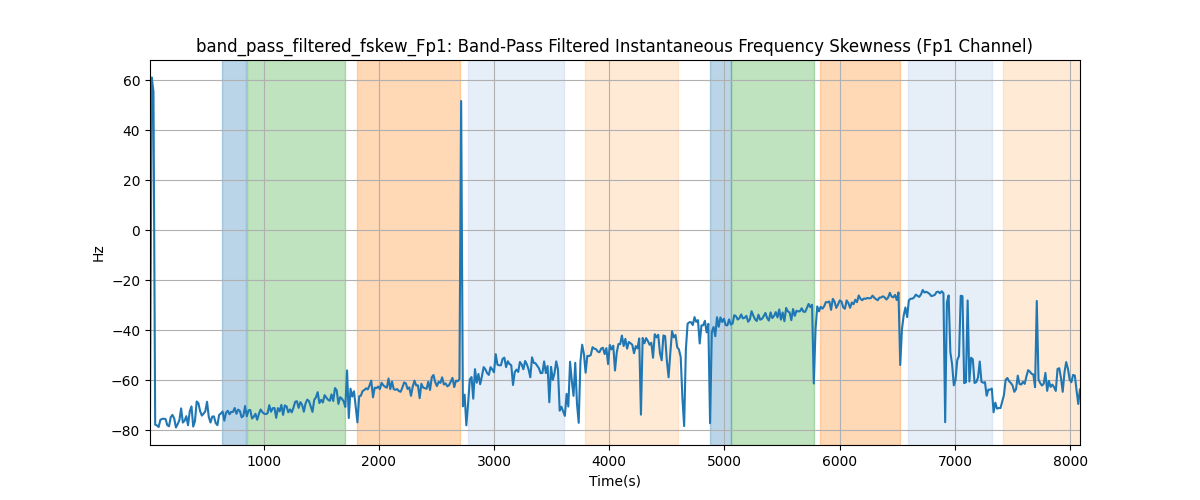 band_pass_filtered_fskew_Fp1: Band-Pass Filtered Instantaneous Frequency Skewness (Fp1 Channel)
60
40
20
0
−20
−40
−60
−80
Hz
1000 2000 3000 4000 5000 6000 7000 8000
Time(s)